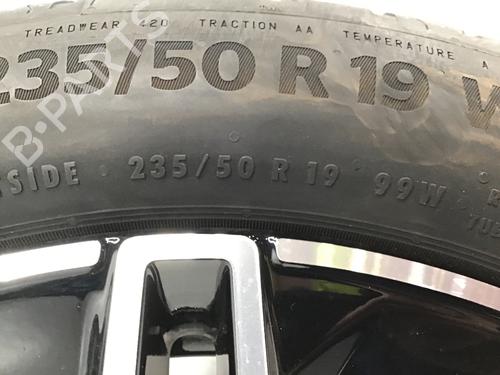 TREADWEAR 420 TRACTION AA TEMPERATURE A
235/50 R 19
SIDE 235/50 R 19 99W
B-PARTS